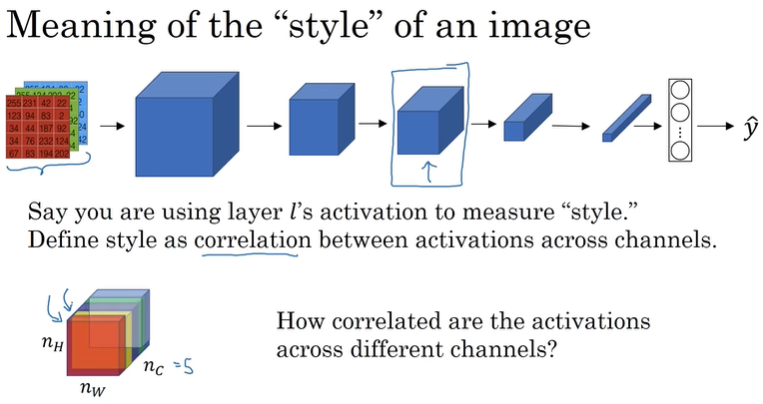 Meaning of the “style” of an image
255 231 42 22
123 94 83 2
34 44 187 92
34 76 232 124
67 83 194 202
ŷ
Say you are using layer l’s activation to measure “style.”
Define style as correlation between activations across channels.
How correlated are the activations
across different channels?
n_H
n_C =5
n_W